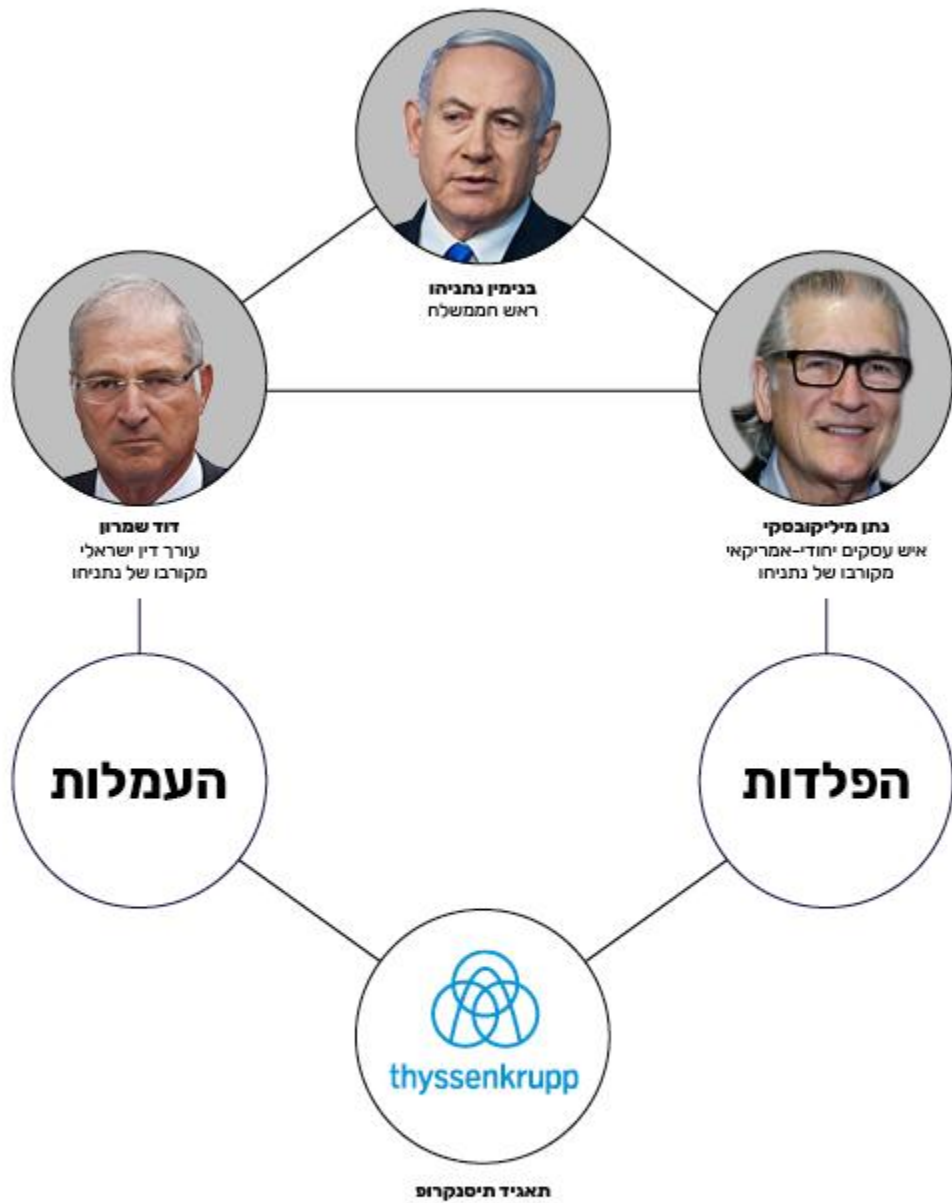 בנימין נתניהו
ראש הממשלה
דוד שמרון
עורך דין ישראלי
מקורבו של נתניהו
נתן מיליקובסקי
איש עסקים יהודי-אמריקאי
מקורבו של נתניהו
העמלות
הפלדות
thyssenkrupp
תאגיד תיסנקרופ